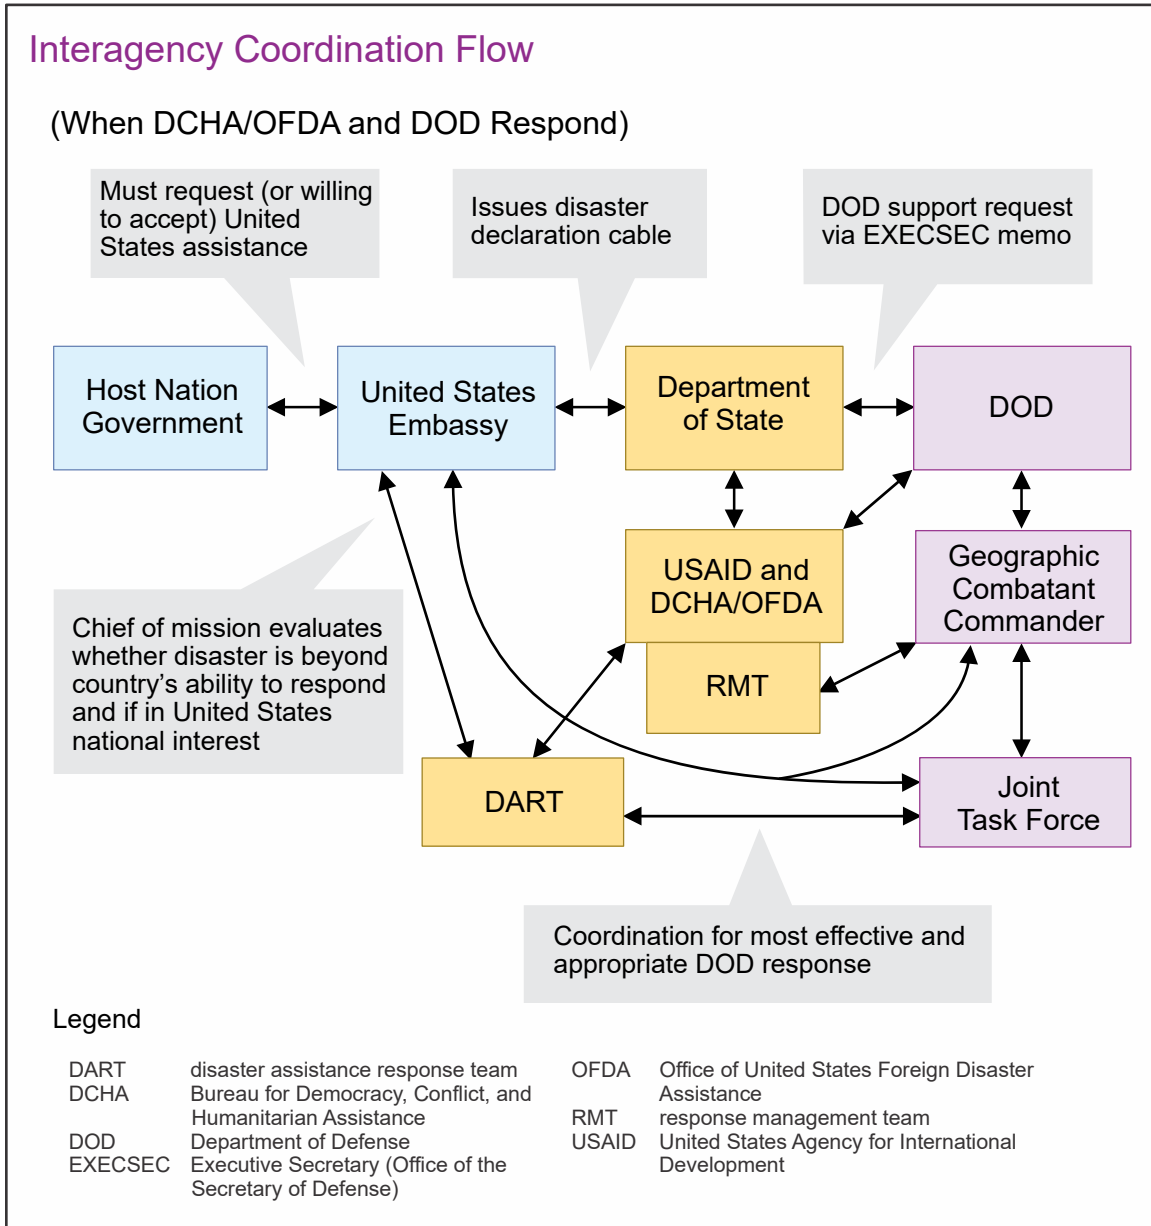 Interagency Coordination Flow
(When DCHA/OFDA and DOD Respond)
Must request (or willing
to accept) United
States assistance
Issues disaster
declaration cable
DOD support request
via EXECSEC memo
Host Nation
Government
United States
Embassy
Department
of State
DOD
USAID and
DCHA/OFDA
Geographic
Combatant
Commander
RMT
Chief of mission evaluates
whether disaster is beyond
country's ability to respond
and if in United States
national interest
DART
Joint
Task Force
Coordination for most effective and
appropriate DOD response
Legend
DART disaster assistance response team
DCHA Bureau for Democracy, Conflict, and
Humanitarian Assistance
DOD Department of Defense
EXECSEC Executive Secretary (Office of the
Secretary of Defense)
OFDA Office of United States Foreign Disaster
Assistance
RMT response management team
USAID United States Agency for International
Development